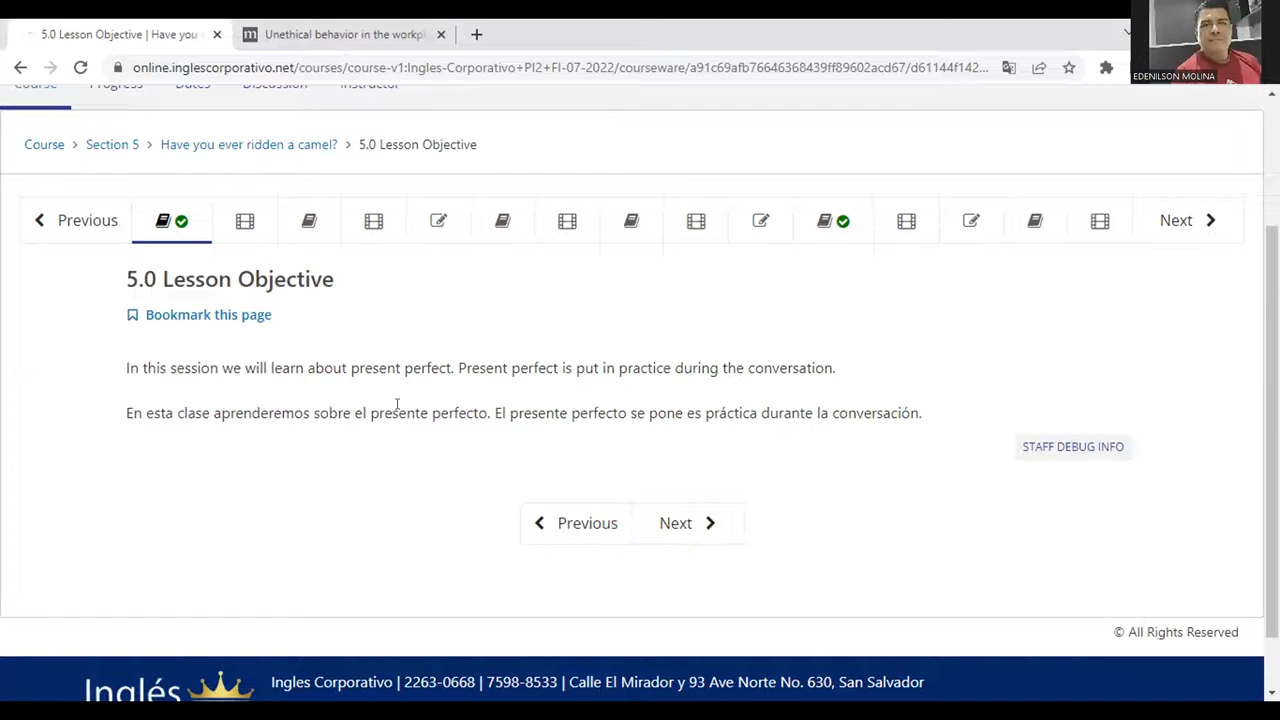 5.0 Lesson Objective | Have you e
Unethical behavior in the workpl
online.inglescorporativo.net/courses/course-v1:Ingles-Corporativo+PI2+FI-07-2022/courseware/a91c69afb76646368439ff89602acd67/d61144f142...
EDENILSON MOLINA
Course Progress Dates Discussion Instructor
Course > Section 5 > Have you ever ridden a camel? > 5.0 Lesson Objective
Previous
Next
5.0 Lesson Objective
Bookmark this page
In this session we will learn about present perfect. Present perfect is put in practice during the conversation.
En esta clase aprenderemos sobre el presente perfecto. El presente perfecto se pone es práctica durante la conversación.
STAFF DEBUG INFO
Previous Next
© All Rights Reserved
Inglés
Ingles Corporativo | 2263-0668 | 7598-8533 | Calle El Mirador y 93 Ave Norte No. 630, San Salvador